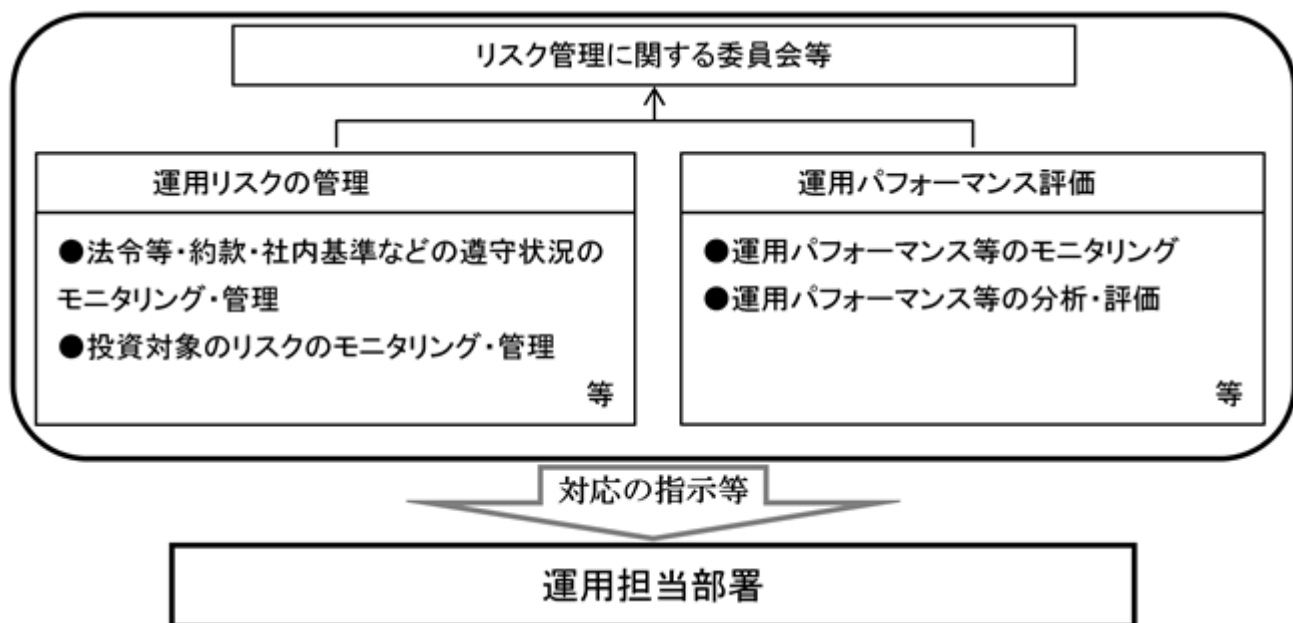 リスク管理に関する委員会等
運用リスクの管理
●法令等・約款・社内基準などの遵守状況の
モニタリング・管理
●投資対象のリスクのモニタリング・管理
等
運用パフォーマンス評価
●運用パフォーマンス等のモニタリング
●運用パフォーマンス等の分析・評価
等
対応の指示等
運用担当部署